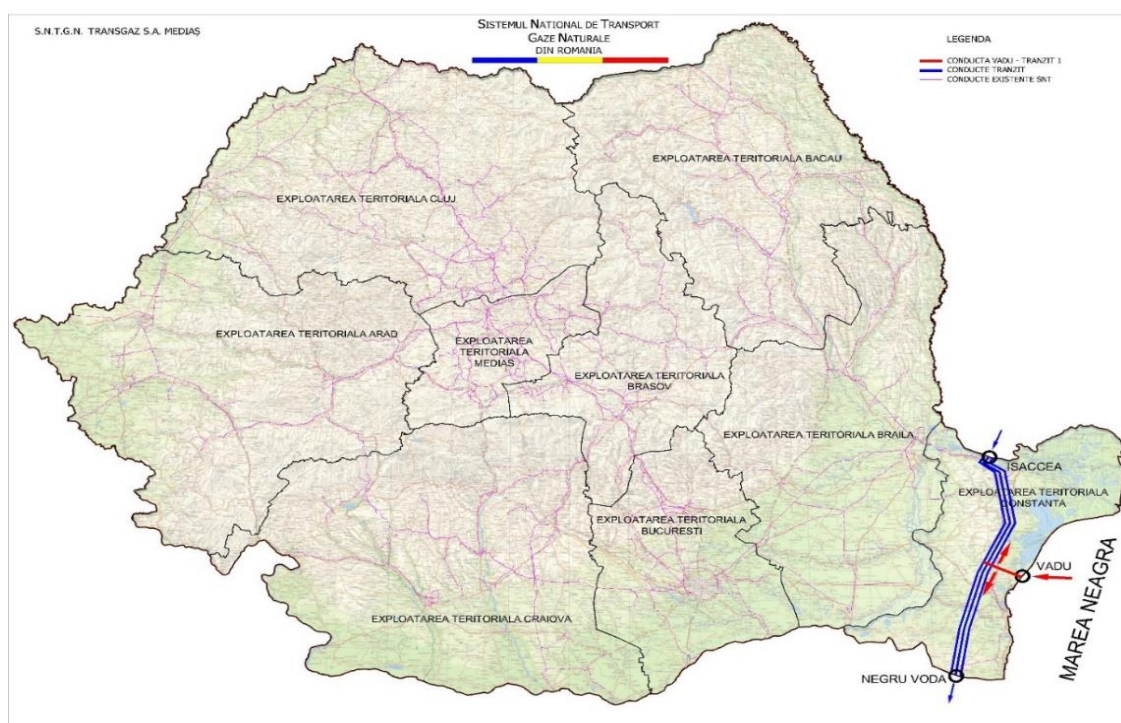 S.N.T.G.N. TRANSGAZ S.A. MEDIAȘ
SISTEMUL NATIONAL DE TRANSPORT
GAZE NATURALE
DIN ROMANIA
LEGENDA
CONDUCTA VADU - TRANZIT 1
CONDUCTE TRANZIT
CONDUCTE EXISTENTE SNT
EXPLOATAREA TERITORIALA BACAU
EXPLOATAREA TERITORIALA CLUJ
EXPLOATAREA TERITORIALA ARAD
EXPLOATAREA
TERITORIALA
MEDIAS
EXPLOATAREA TERITORIALA
BRASOV
EXPLOATAREA TERITORIALA BRAILA
ISACCEA
EXPLOATAREA TERITORIALA
CONSTANTA
EXPLOATAREA TERITORIALA
BUCURESTI
VADU
EXPLOATAREA TERITORIALA CRAIOVA
MAREA NEAGRA
NEGRU VODA